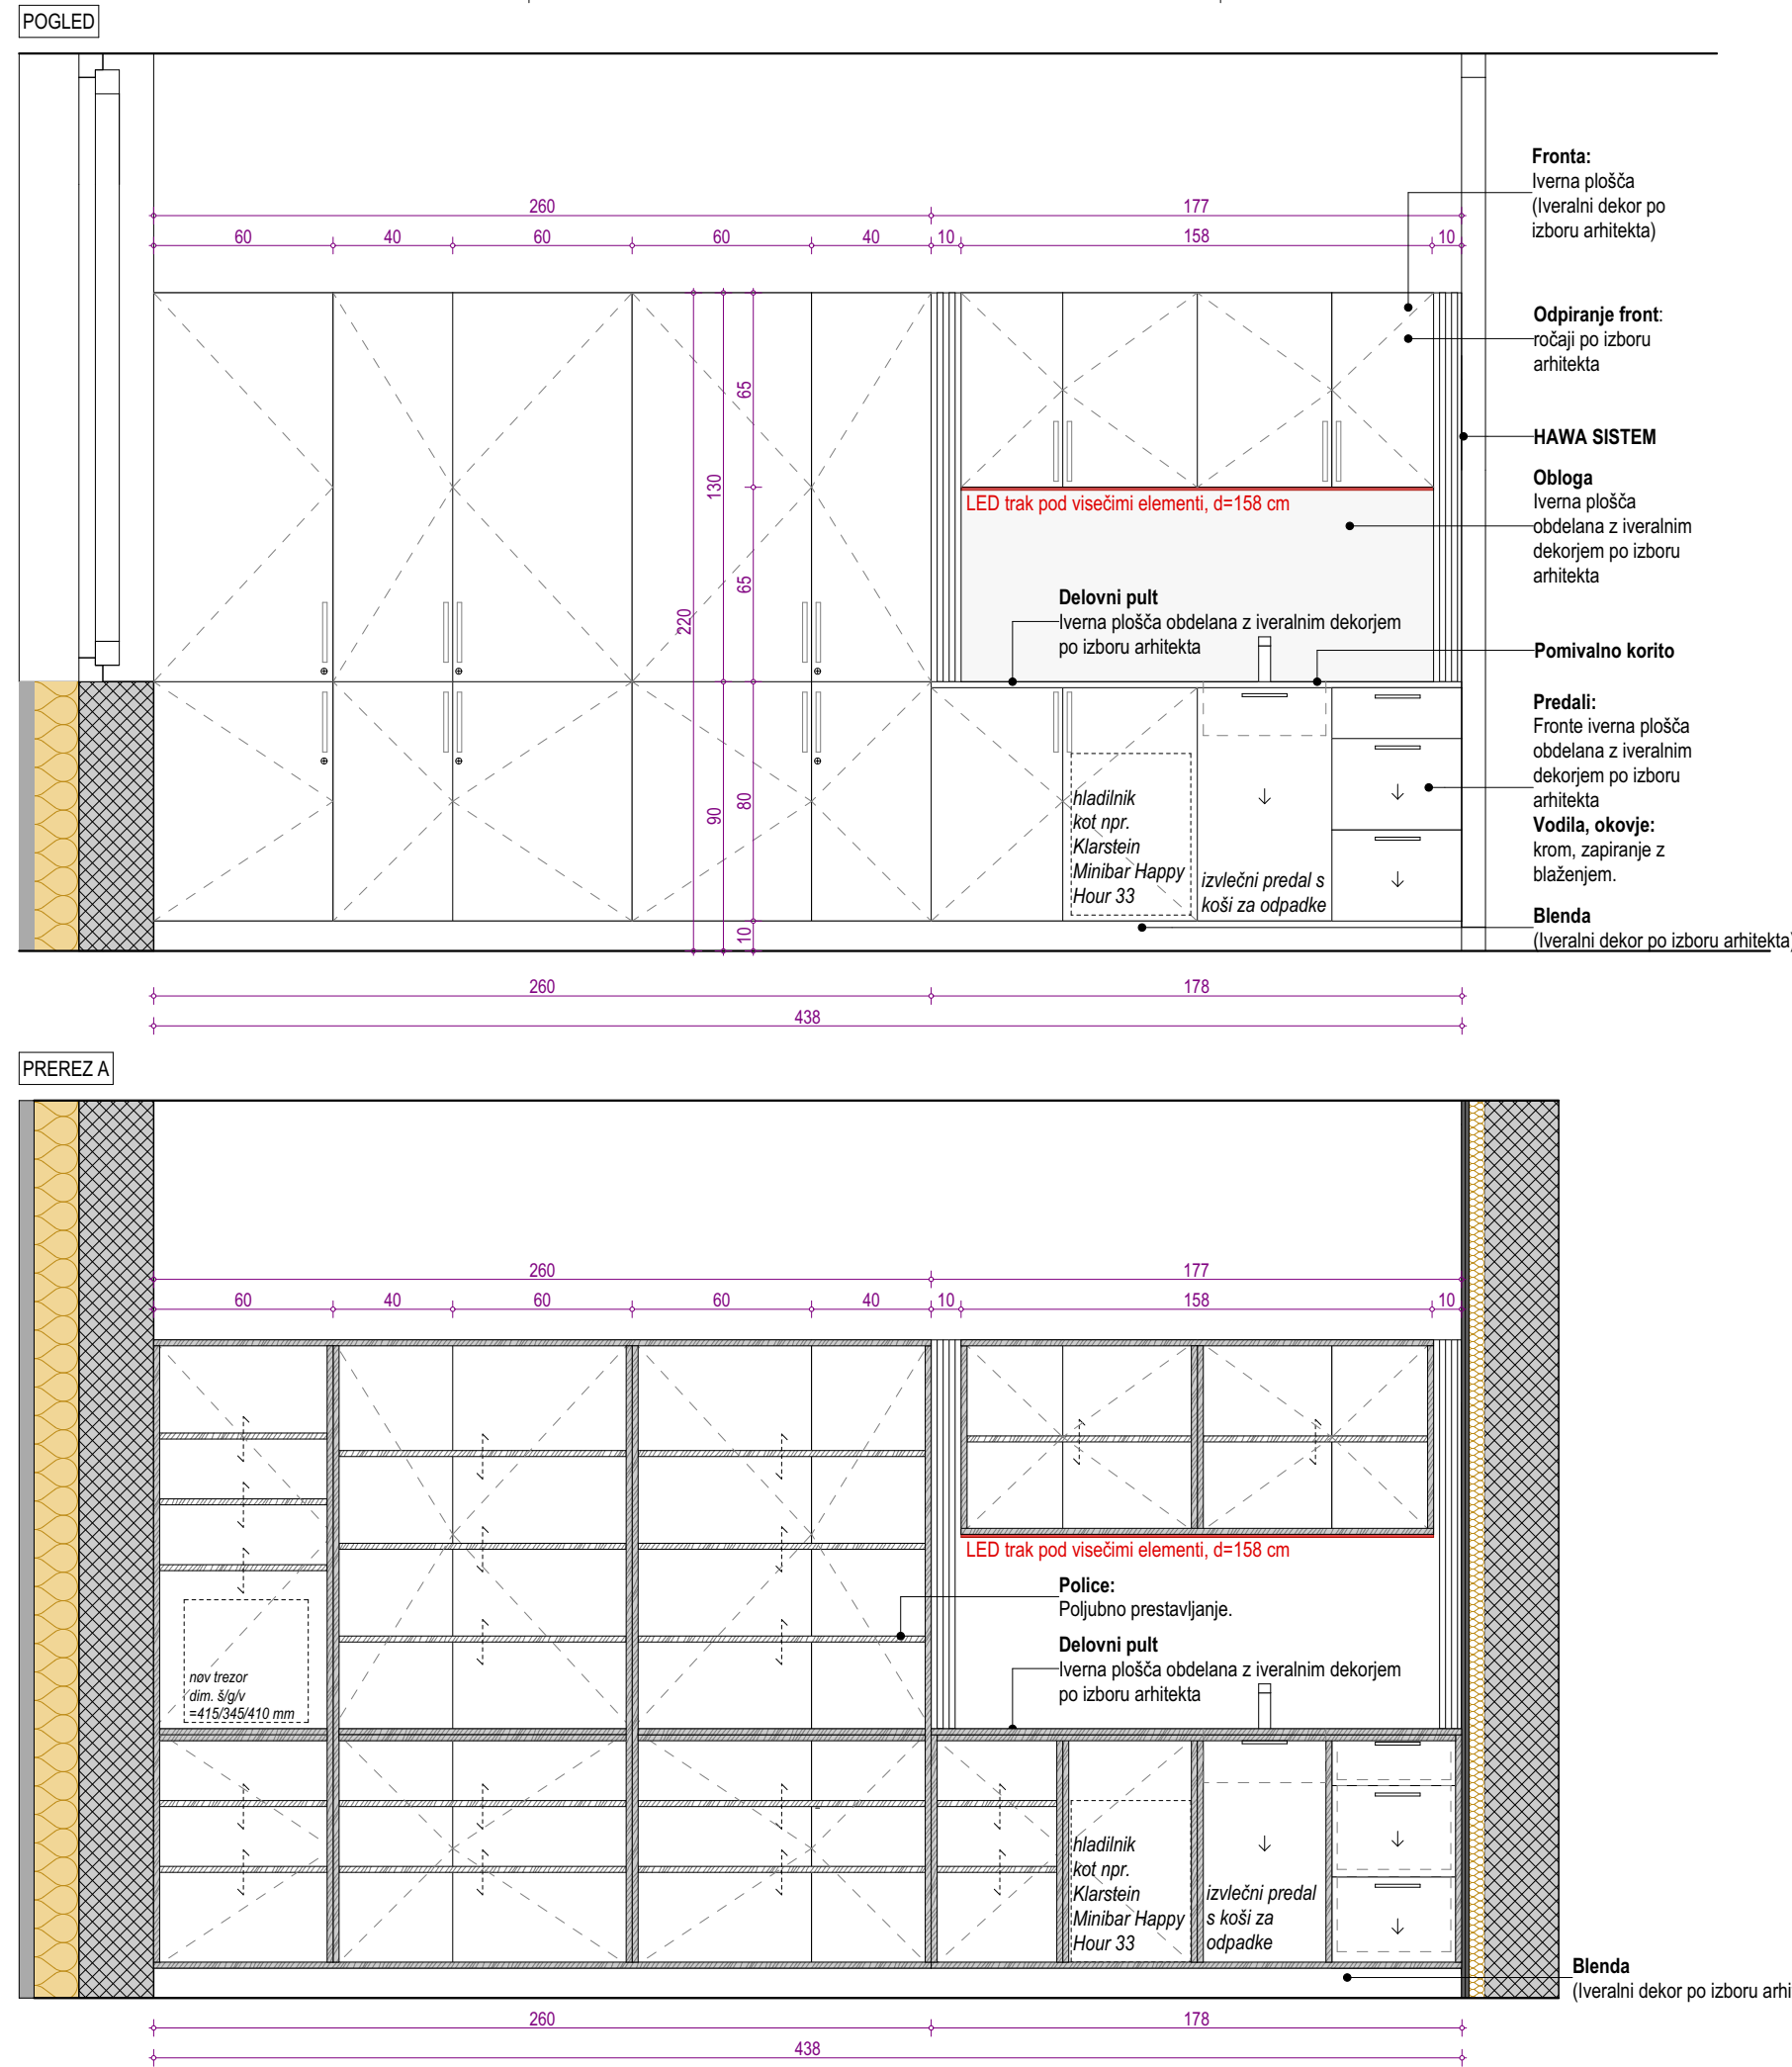 POGLED
260
177
60
40
60
60
40
10
158
10
Fronta:
Iverna plošča
(Iveralni dekor po
izboru arhitekta)
Odpiranje front:
ročaji po izboru
arhitekta
HAWA SISTEM
Obloga
Iverna plošča
obdelana z iveralnim
dekorjem po izboru
arhitekta
65
130
65
220
LED trak pod visečimi elementi, d=158 cm
Delovni pult
Iverna plošča obdelana z iveralnim dekorjem
po izboru arhitekta
Pomivalno korito
Predali:
Fronte iverna plošča
obdelana z iveralnim
dekorjem po izboru
arhitekta
Vodila, okovje:
krom, zapiranje z
blaženjem.
90
80
10
hladilnik
kot npr.
Klarstein
Minibar Happy
Hour 33
izvlečni predal s
koši za odpadke
Blenda
(Iveralni dekor po izboru arhitekta)
260
178
438
PREREZ A
260
177
60
40
60
60
40
10
158
10
LED trak pod visečimi elementi, d=158 cm
Police:
Poljubno prestavljanje.
Delovni pult
Iverna plošča obdelana z iveralnim dekorjem
po izboru arhitekta
nov trezor
dim. š/g/v
=415/345/410 mm
hladilnik
kot npr.
Klarstein
Minibar Happy
Hour 33
izvlečni predal
s koši za
odpadke
Blenda
(Iveralni dekor po izboru arhi
260
178
438